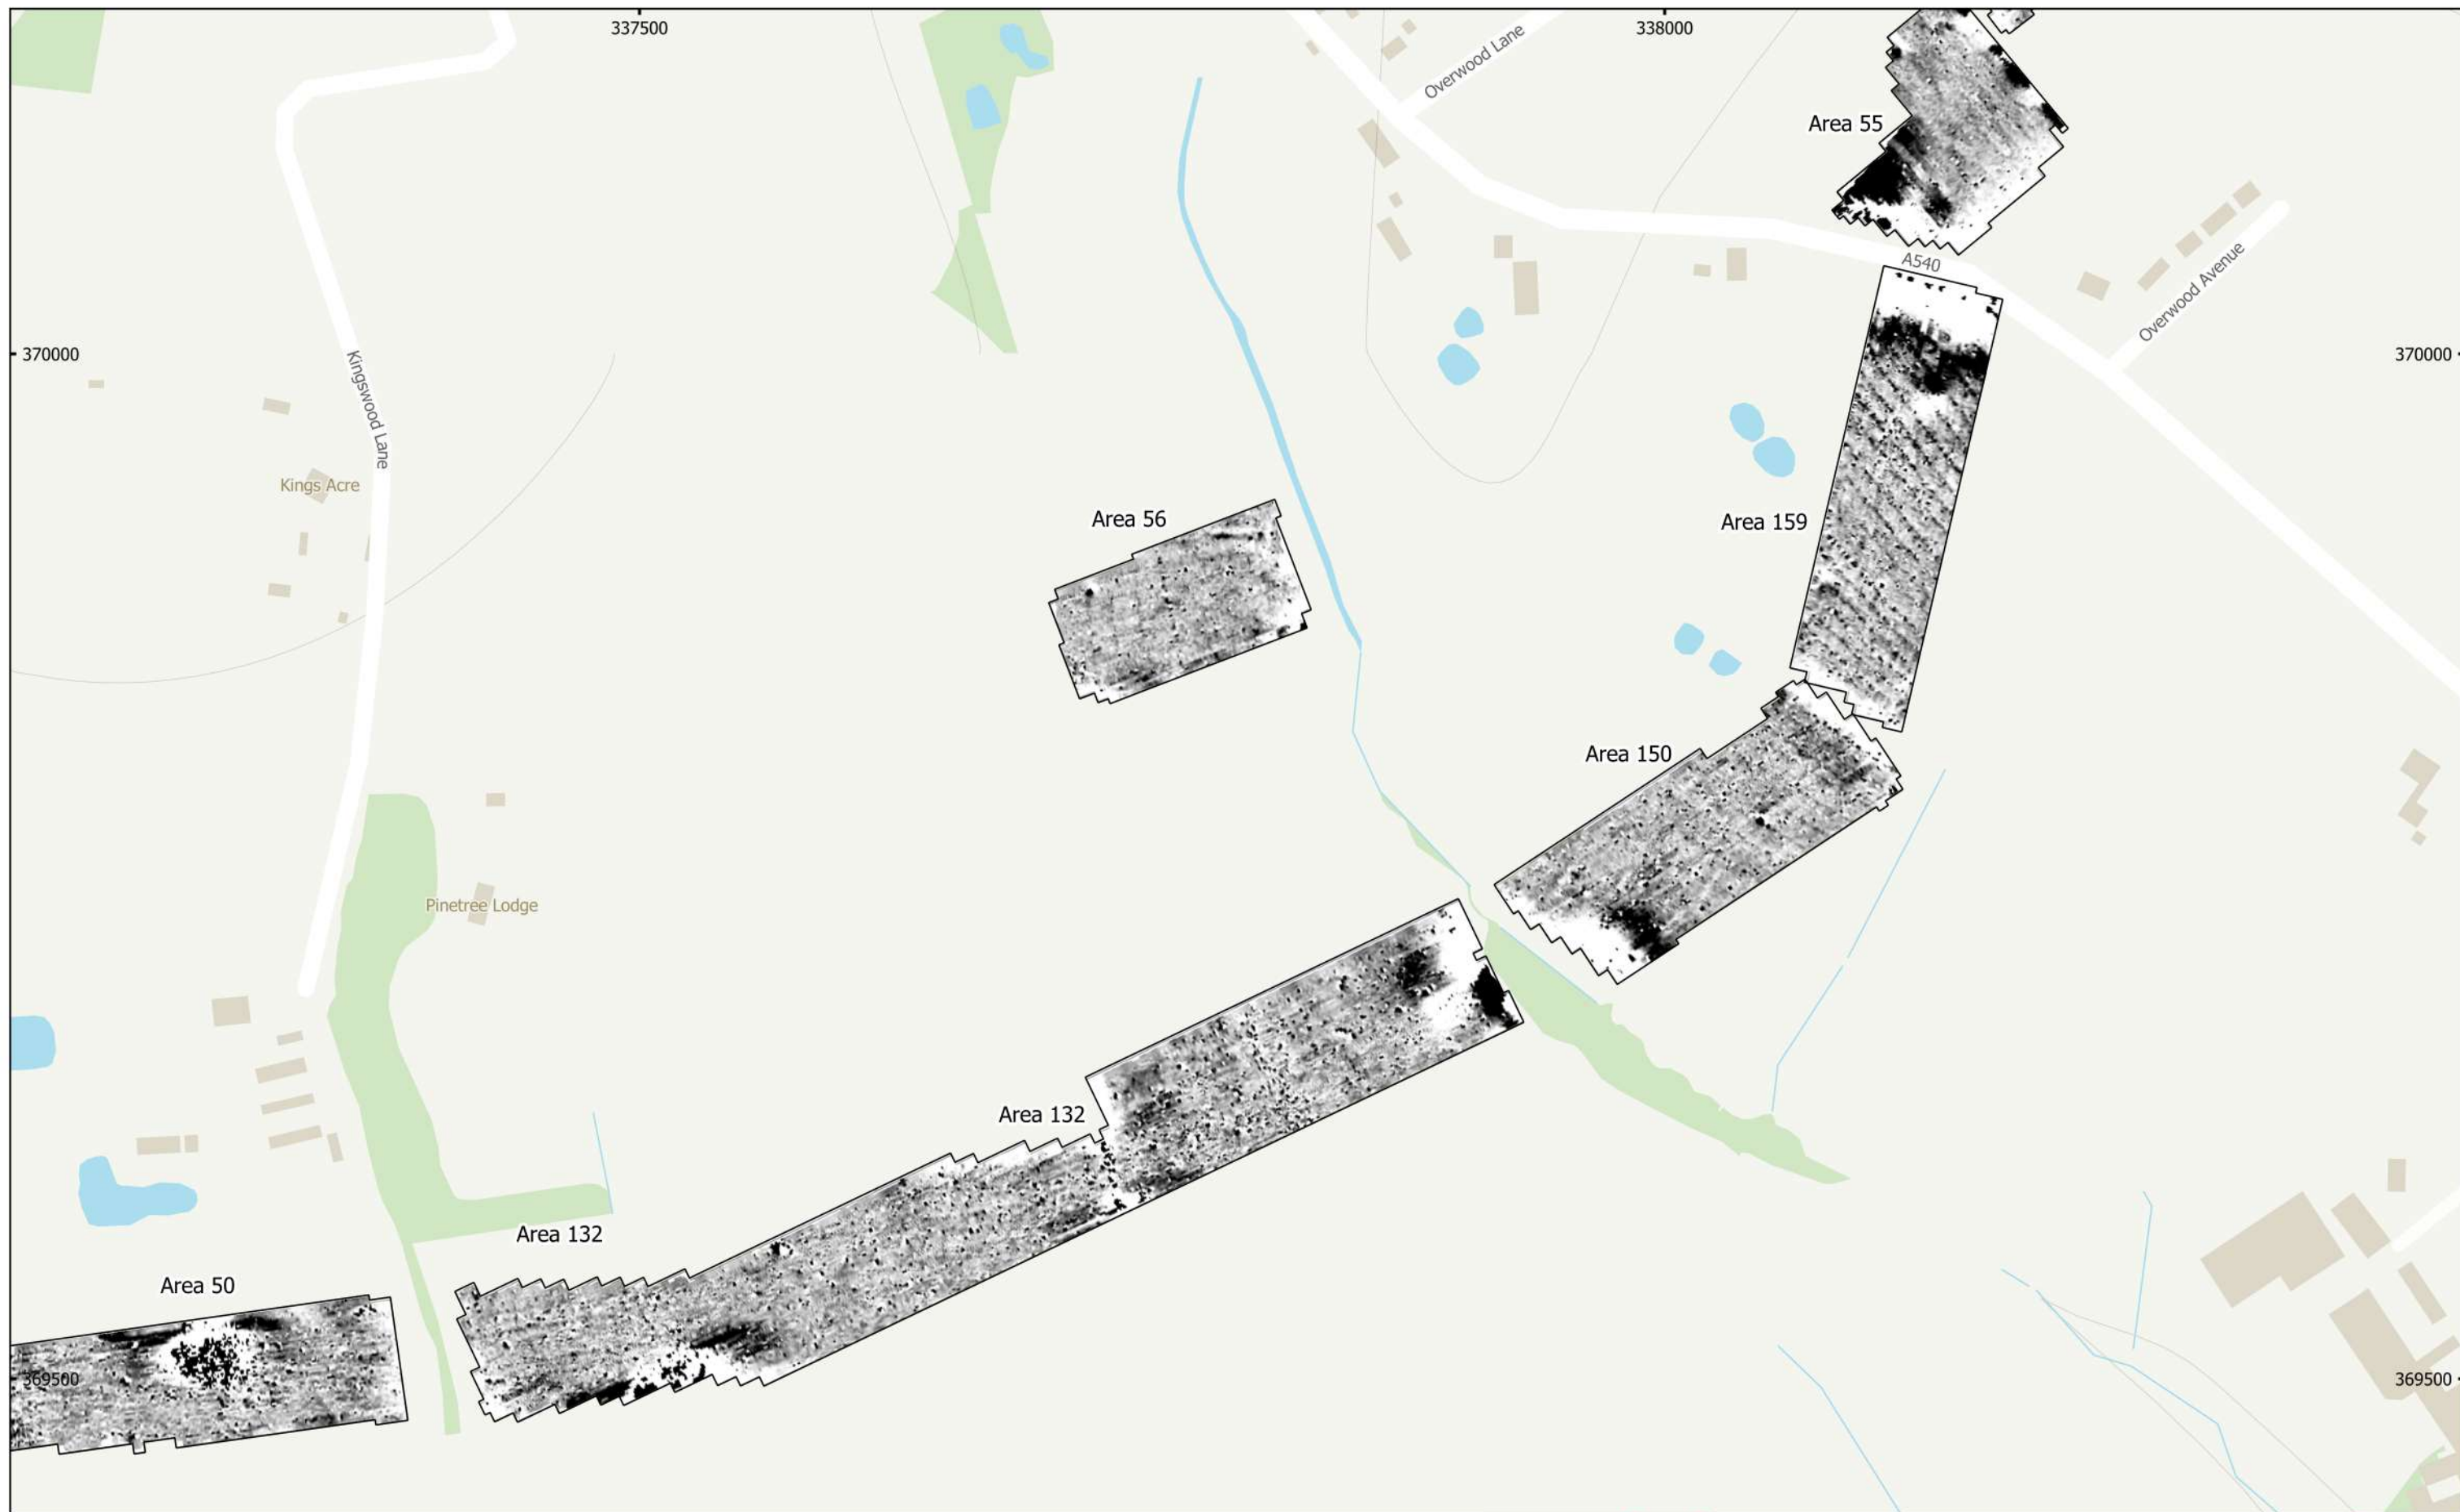 337500
338000
Overwood Lane
Area 55
A540
Overwood Avenue
370000
370000
Kingswood Lane
Kings Acre
Area 56
Area 159
Area 150
Pinetree Lodge
Area 132
Area 132
Area 50
369500
369500